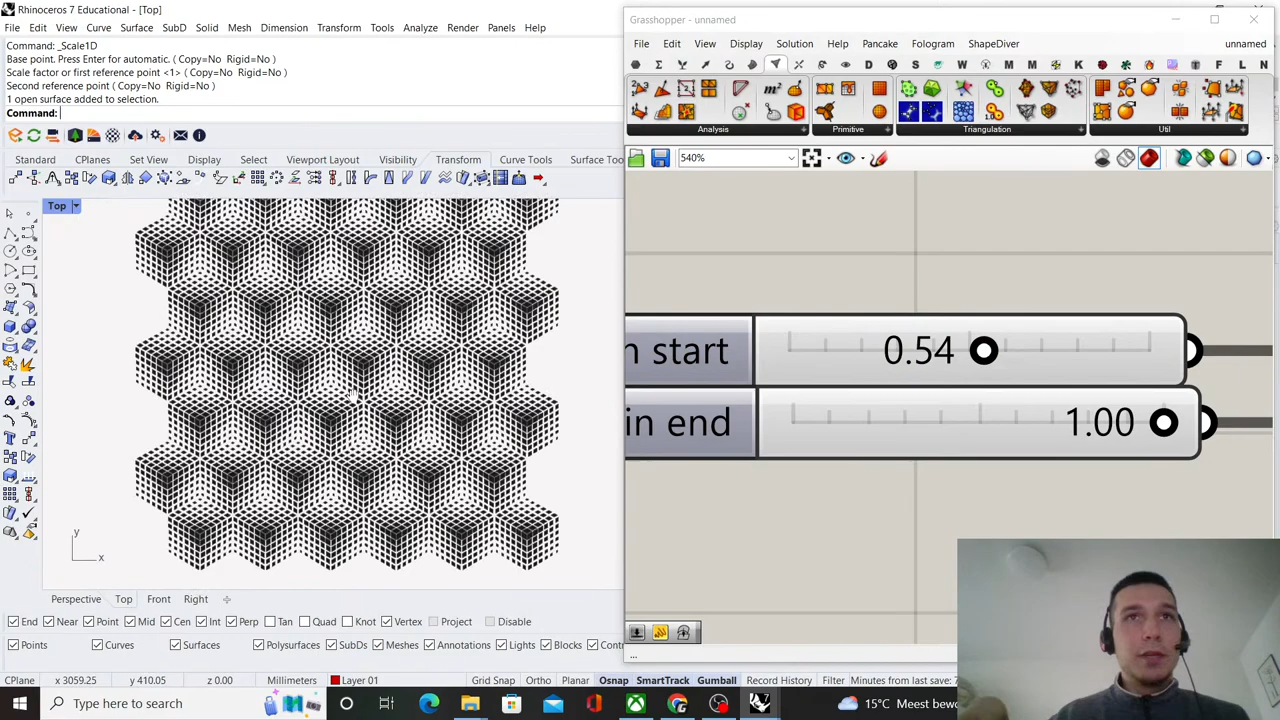 Rhinoceros 7 Educational - [Top]
File Edit View Curve Surface SubD Solid Mesh Dimension Transform Tools Analyze Render Panels Help
Command: _Scale1D
Base point. Press Enter for automatic. ( Copy=No Rigid=No )
Scale factor or first reference point <1> ( Copy=No Rigid=No )
Second reference point ( Copy=No Rigid=No )
1 open surface added to selection.
Command:
Standard CPlanes Set View Display Select Viewport Layout Visibility Transform Curve Tools Surface Too
Top
y
x
Perspective Top Front Right
End Near Point Mid Cen Int Perp Tan Quad Knot Vertex Project Disable
Points Curves Surfaces Polysurfaces SubDs Meshes Annotations Lights Blocks Cont
CPlane x 3059.25 y 410.05 z 0.00 Millimeters Layer 01 Grid Snap Ortho Planar Osnap SmartTrack Gumball Record History Filter Minutes from last save: 7
Grasshopper - unnamed
File Edit View Display Solution Help Pancake Fologram ShapeDiver unnamed
Analysis Primitive Triangulation Util
540%
n start 0.54
in end 1.00
...
Type here to search
15°C Meest bewo